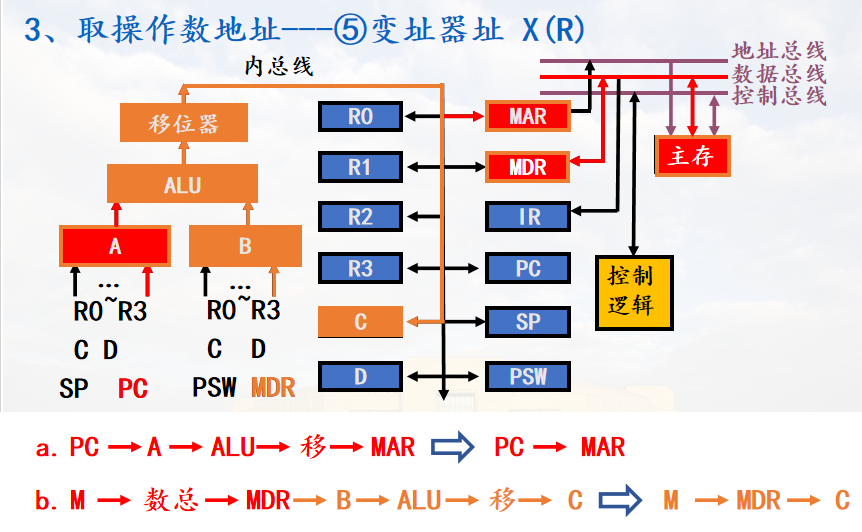 3、取操作数地址---⑤变址器址 X(R)
内总线
地址总线
数据总线
控制总线
移位器
R0
MAR
主存
ALU
R1
MDR
R2
IR
A
B
R3
PC
控制
逻辑
...
...
R0~R3
R0~R3
C
SP
C D
C D
SP PC
PSW MDR
D
PSW
a. PC → A → ALU → 移 → MAR ⇨ PC → MAR
b. M → 数总 → MDR → B → ALU → 移 → C ⇨ M → MDR → C